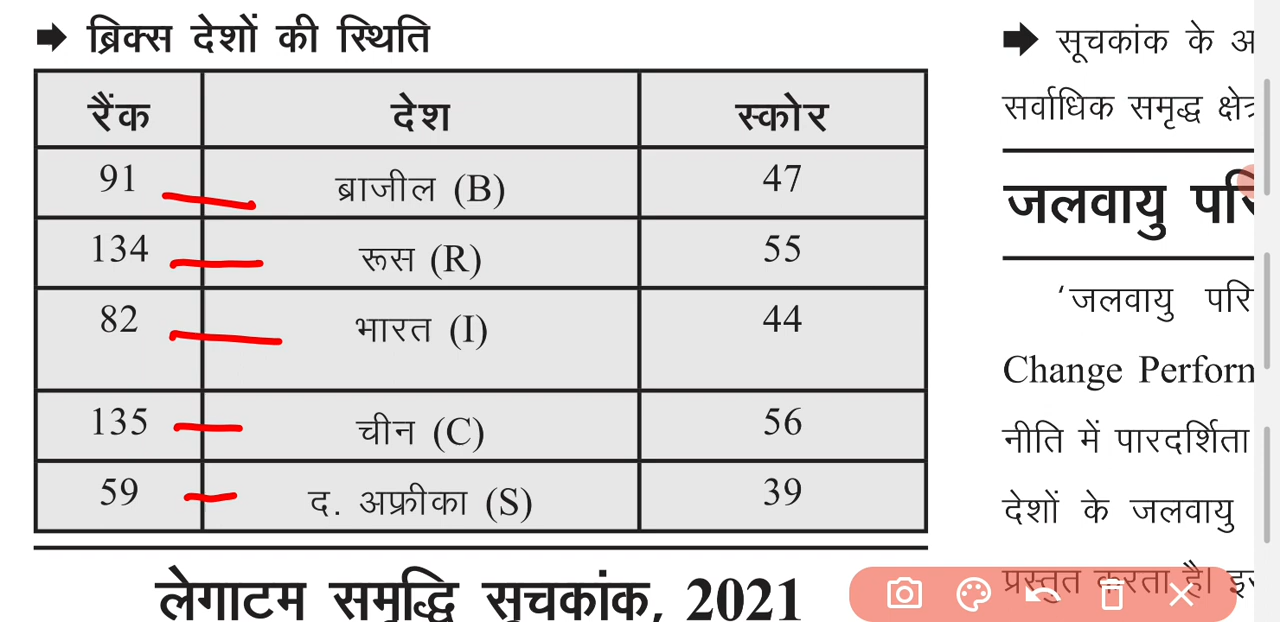 ➡ ब्रिक्स देशों की स्थिति
रैंक देश स्कोर
91 ब्राजील (B) 47
134 रूस (R) 55
82 भारत (I) 44
135 चीन (C) 56
59 द. अफ्रीका (S) 39
लेगाटम समृद्धि सूचकांक, 2021
➡ सूचकांक के अ
सर्वाधिक समृद्ध क्षेत्र
जलवायु परि
‘जलवायु परि
Change Perform
नीति में पारदर्शिता
देशों के जलवायु
प्रस्तुत करता है। इस